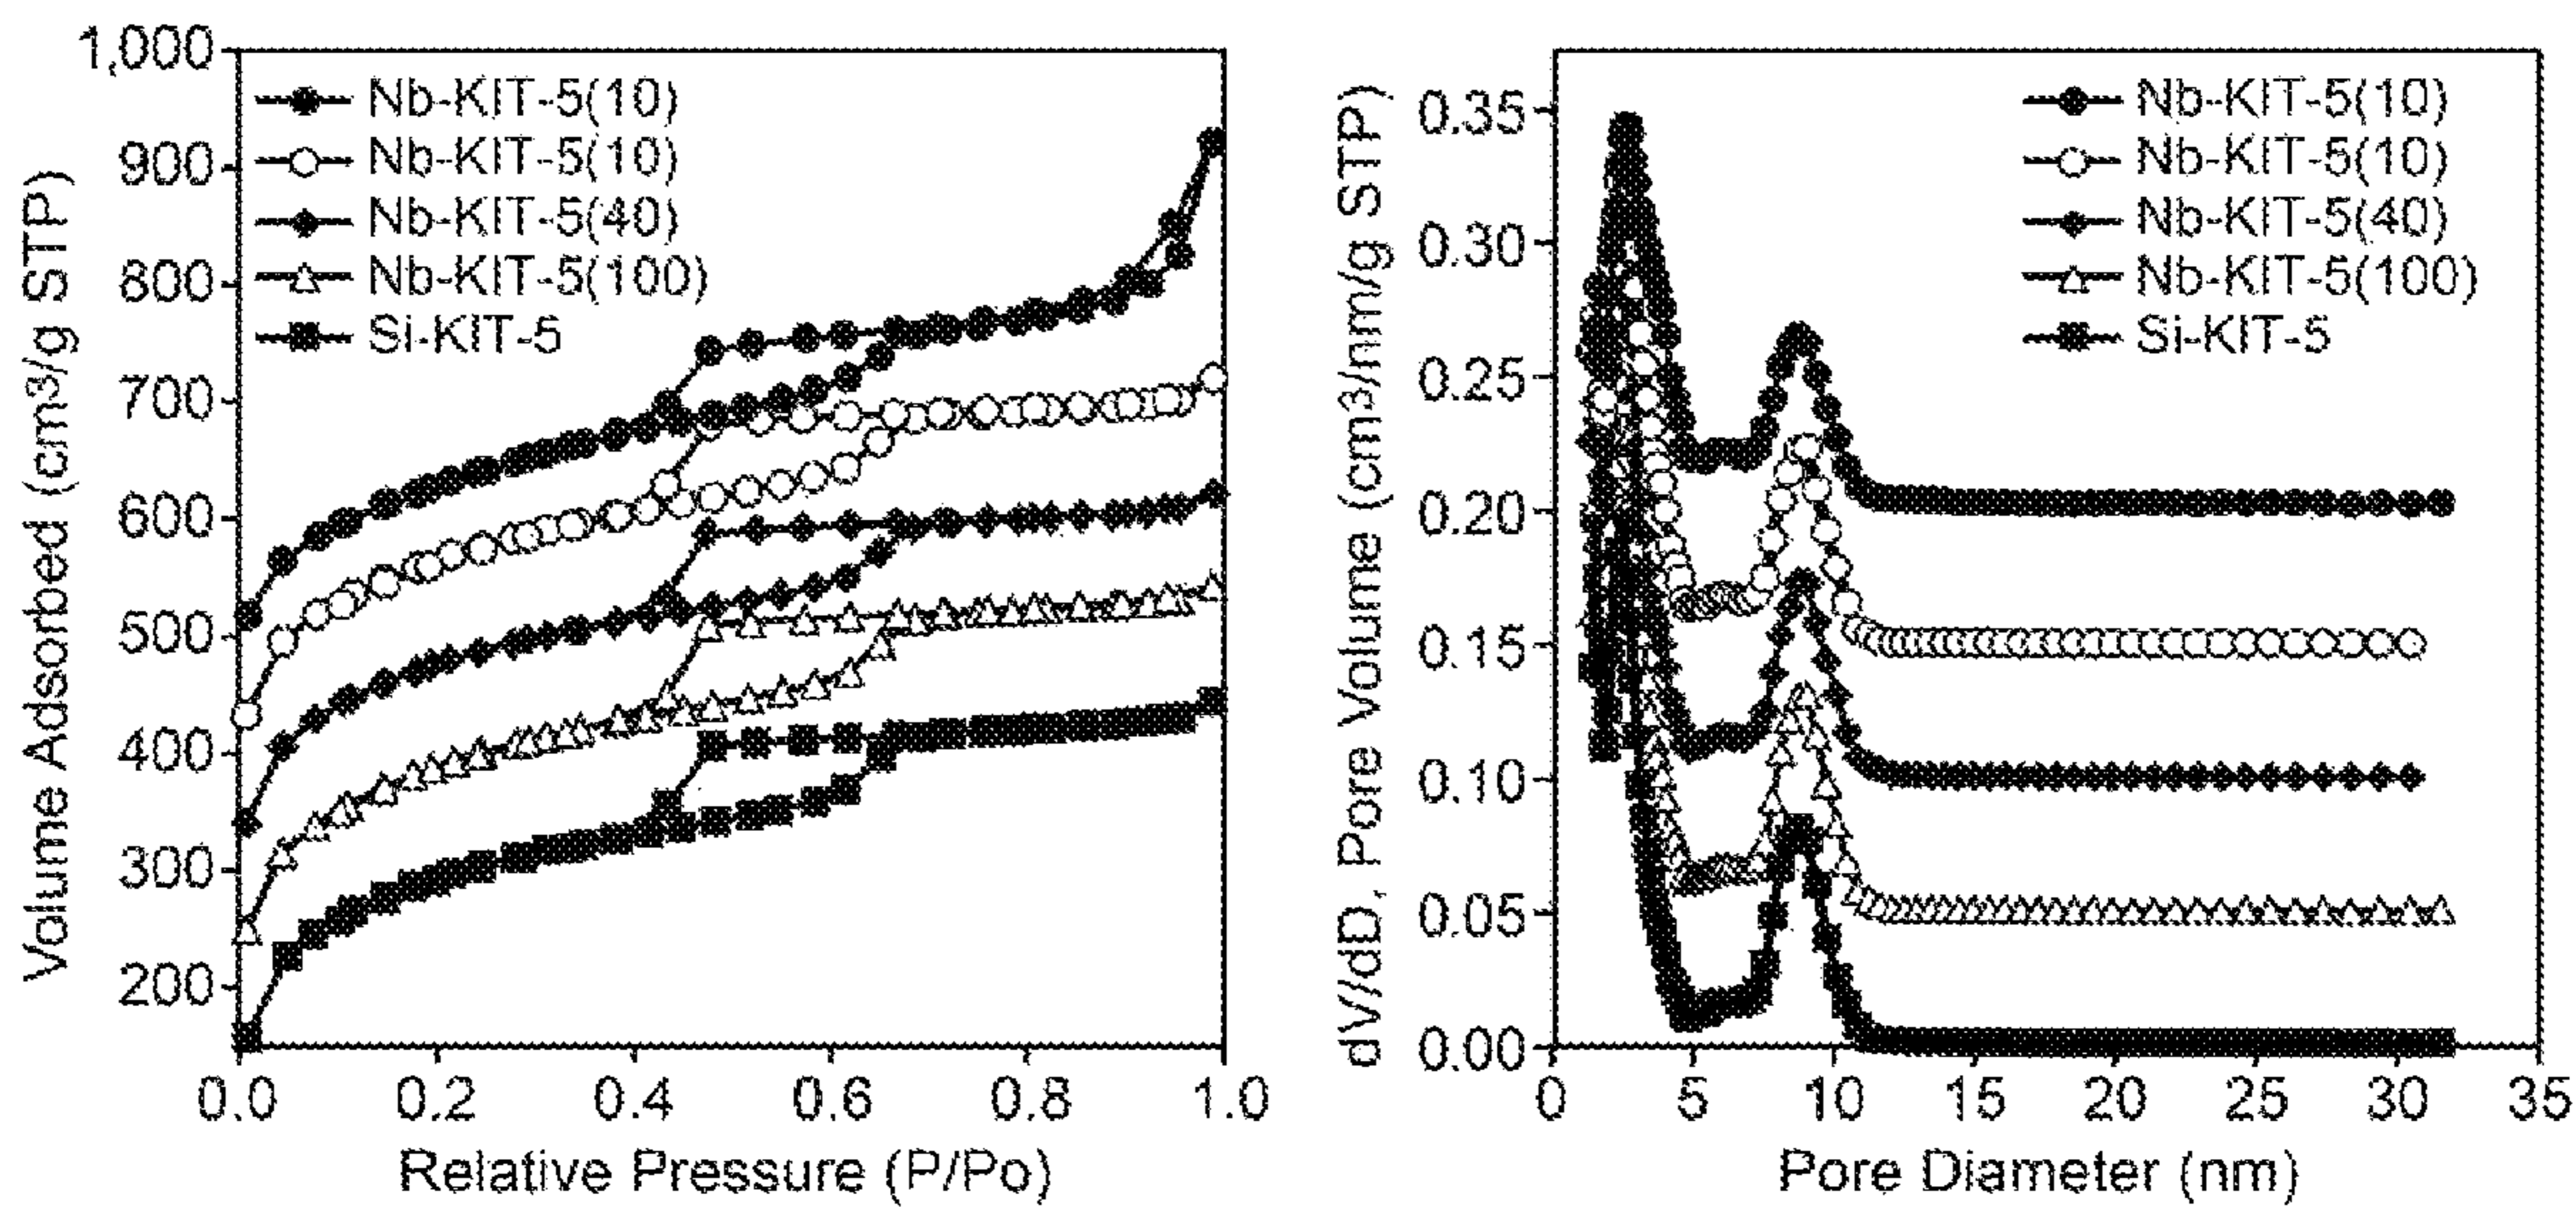 1,000
900
800
700
600
500
400
300
200
Volume Adsorbed (cm³/g STP)
Nb-KIT-5(10)
Nb-KIT-5(10)
Nb-KIT-5(40)
Nb-KIT-5(100)
Si-KIT-5
0.0 0.2 0.4 0.6 0.8 1.0
Relative Pressure (P/Po)
0.35
0.30
0.25
0.20
0.15
0.10
0.05
0.00
dV/dD, Pore Volume (cm³/nm/g STP)
Nb-KIT-5(10)
Nb-KIT-5(10)
Nb-KIT-5(40)
Nb-KIT-5(100)
Si-KIT-5
0 5 10 15 20 25 30 35
Pore Diameter (nm)